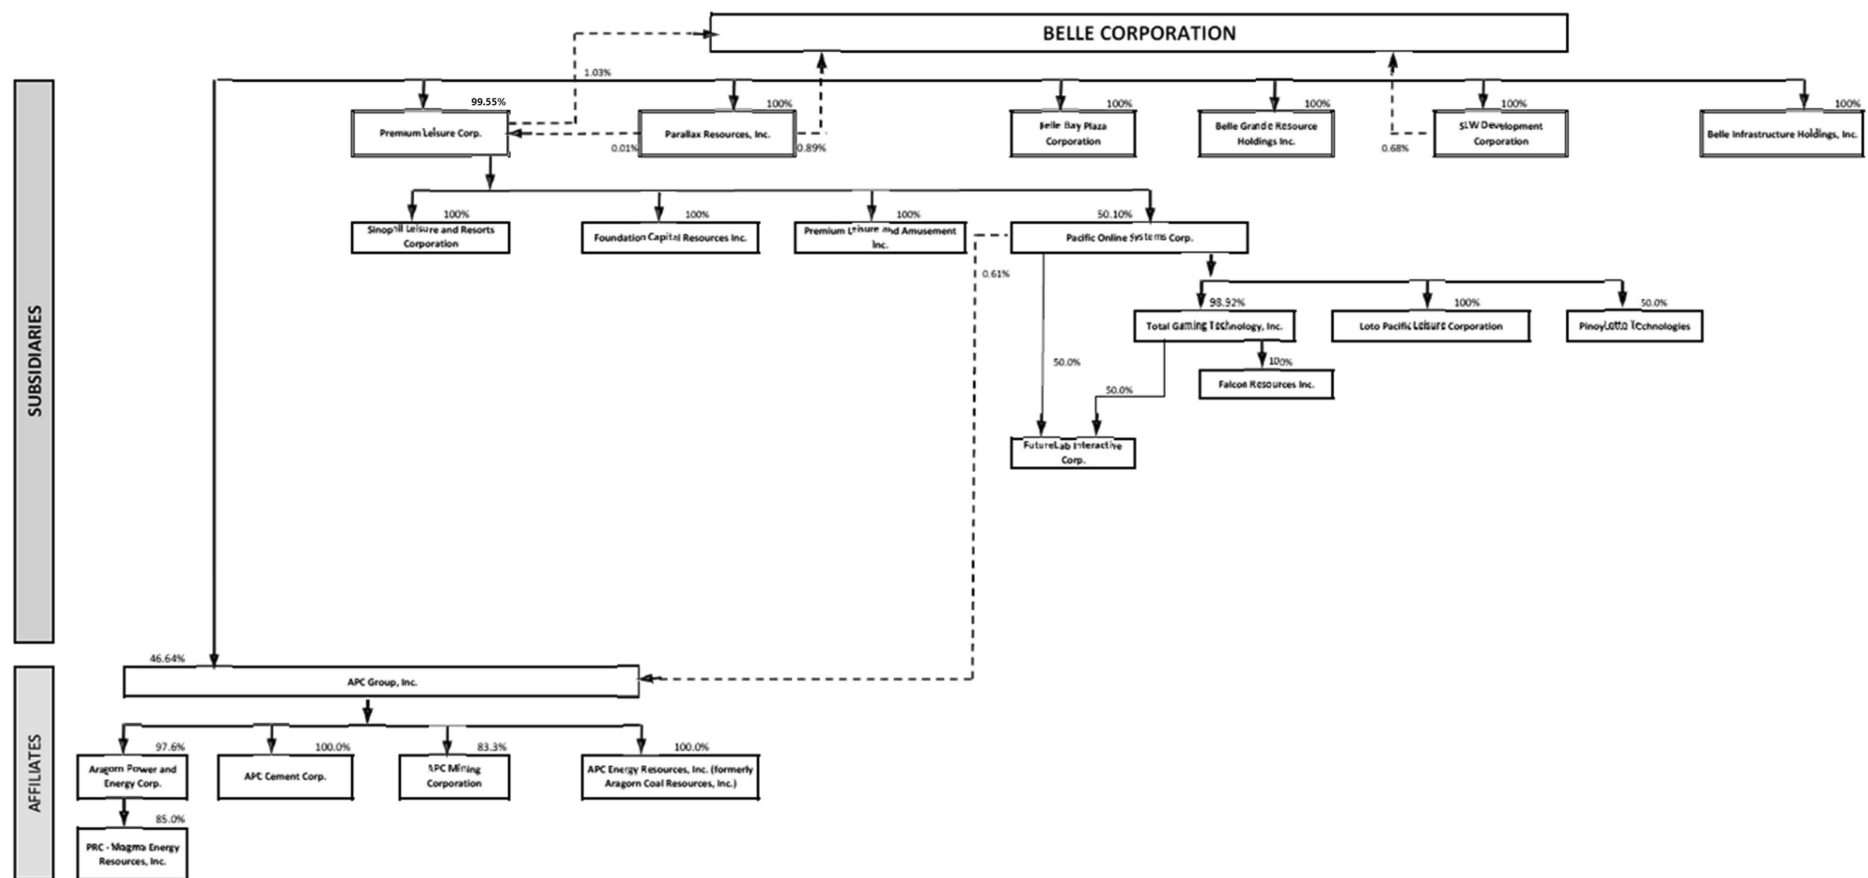 BELLE CORPORATION
1.03%
99.55%
100%
100%
100%
100%
100%
Premium Leisure Corp.
Parallax Resources, Inc.
Belle Bay Plaza
Corporation
Belle Grande Resource
Holdings Inc.
SLW Development
Corporation
Belle Infrastructure Holdings, Inc.
0.01%
0.89%
0.68%
100%
100%
100%
50.10%
Sinophil Leisure and Resorts
Corporation
Foundation Capital Resources Inc.
Premium Leisure and Amusement
Inc.
Pacific Online Systems Corp.
0.61%
98.92%
100%
50.0%
Total Gaming Technology, Inc.
Loto Pacific Leisure Corporation
PinoyLotto Technologies
50.0%
100%
50.0%
Falcon Resources Inc.
FutureLab Interactive
Corp.
SUBSIDIARIES
46.64%
APC Group, Inc.
97.6%
100.0%
83.3%
100.0%
Aragorn Power and
Energy Corp.
APC Cement Corp.
APC Mining
Corporation
APC Energy Resources, Inc. (formerly
Aragorn Coal Resources, Inc.)
85.0%
PRC - Magma Energy
Resources, Inc.
AFFILIATES